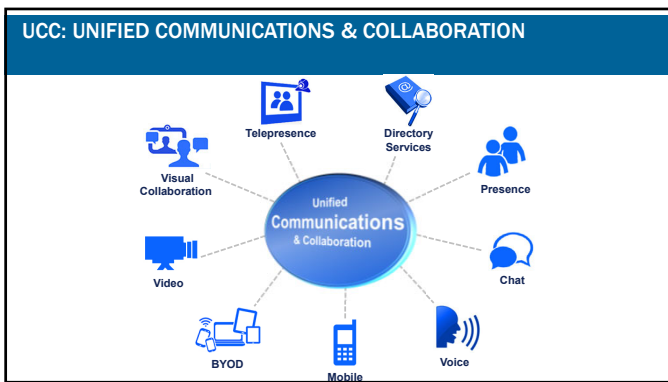 UCC: UNIFIED COMMUNICATIONS & COLLABORATION
Telepresence
Directory
Services
Visual
Collaboration
Presence
Unified
Communications
& Collaboration
Video
Chat
BYOD
Mobile
Voice
@